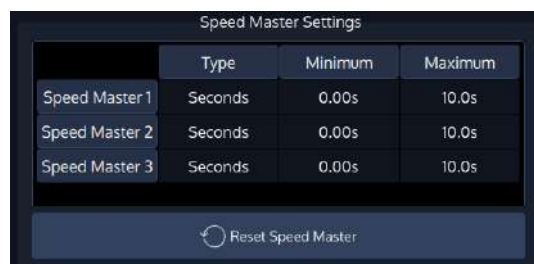 Speed Master Settings
Type Minimum Maximum
Speed Master 1 Seconds 0.00s 10.0s
Speed Master 2 Seconds 0.00s 10.0s
Speed Master 3 Seconds 0.00s 10.0s
Reset Speed Master